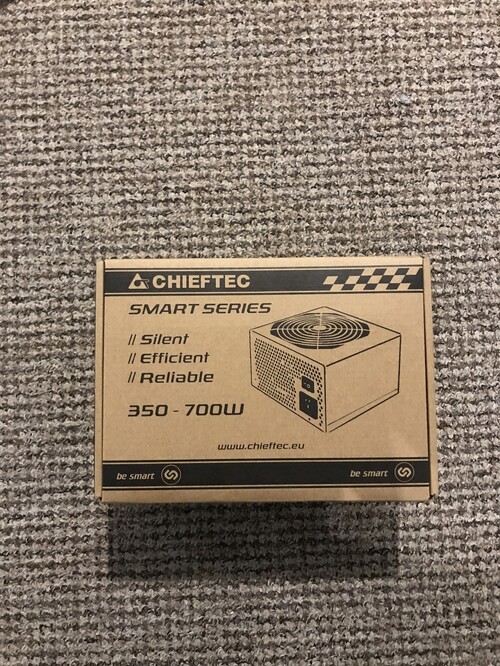 CHIEFTEC
SMART SERIES
// Silent
// Efficient
// Reliable
350 - 700W
www.chieftec.eu
be smart
be smart